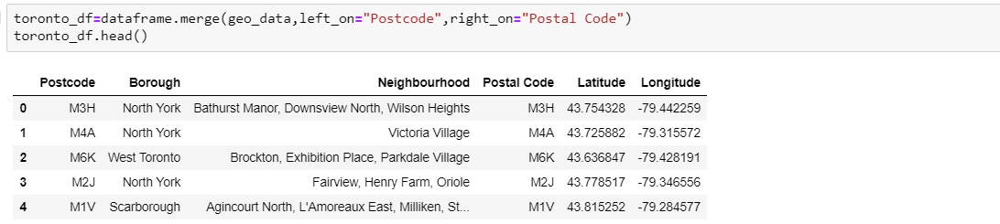 toronto_df=dataframe.merge(geo_data,left_on="Postcode",right_on="Postal Code")
toronto_df.head()
Postcode Borough Neighbourhood Postal Code Latitude Longitude
0 M3H North York Bathurst Manor, Downsview North, Wilson Heights M3H 43.754328 -79.442259
1 M4A North York Victoria Village M4A 43.725882 -79.315572
2 M6K West Toronto Brockton, Exhibition Place, Parkdale Village M6K 43.636847 -79.428191
3 M2J North York Fairview, Henry Farm, Oriole M2J 43.778517 -79.346556
4 M1V Scarborough Agincourt North, L'Amoreaux East, Milliken, St... M1V 43.815252 -79.284577